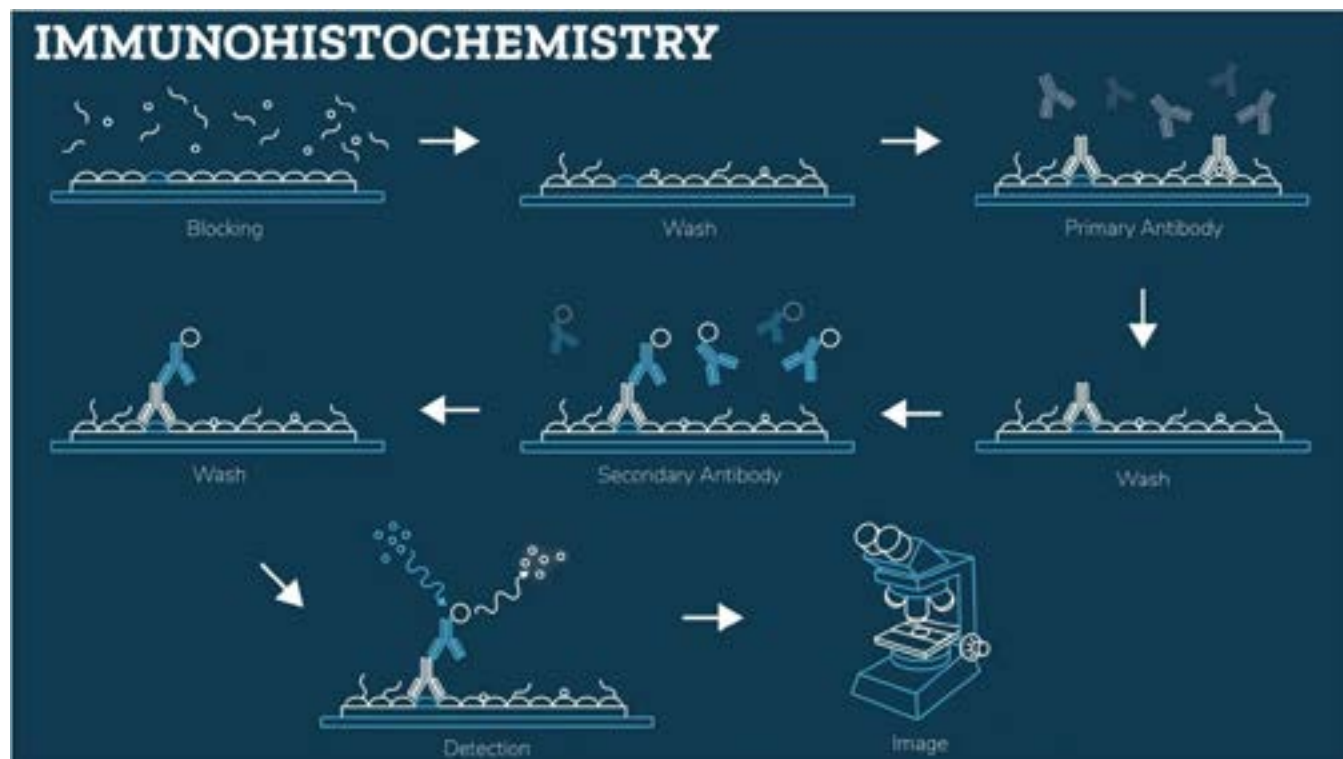 IMMUNOHISTOCHEMISTRY
Blocking
Wash
Primary Antibody
Wash
Secondary Antibody
Wash
Detection
Image